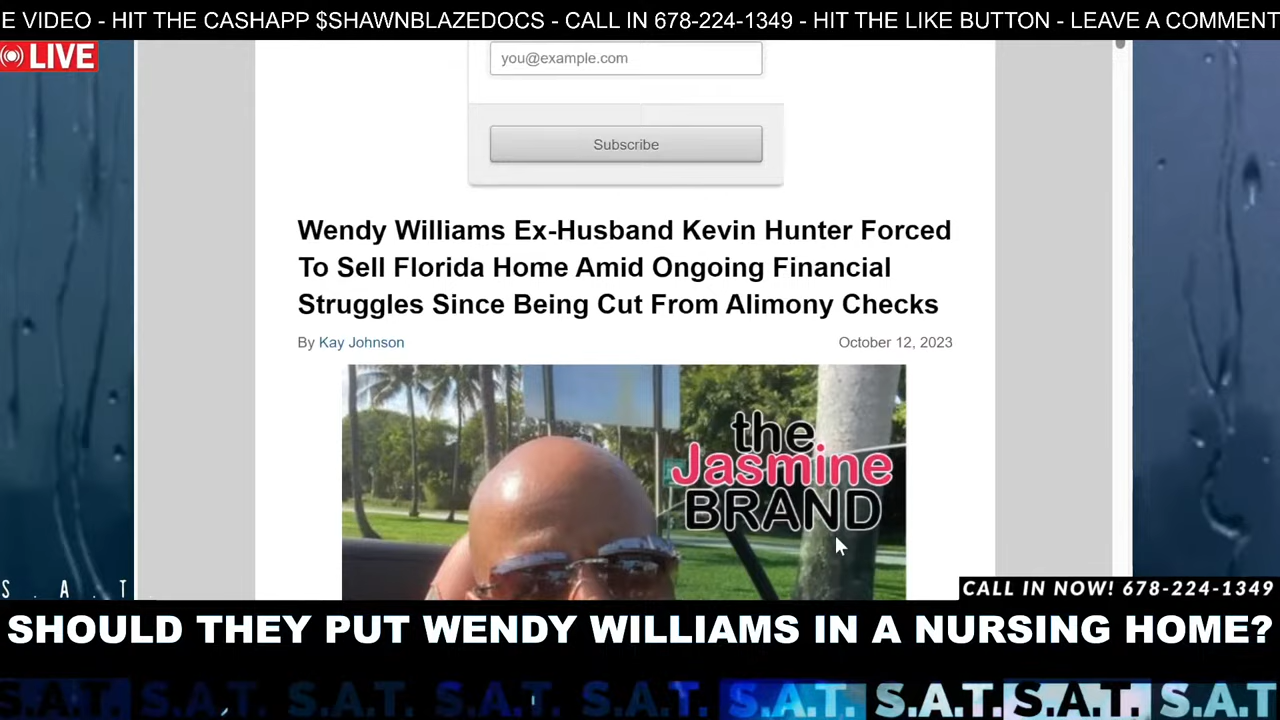 E VIDEO - HIT THE CASHAPP $SHAWNBLAZEDOCS - CALL IN 678-224-1349 - HIT THE LIKE BUTTON - LEAVE A COMMENT
LIVE
you@example.com
Subscribe
Wendy Williams Ex-Husband Kevin Hunter Forced
To Sell Florida Home Amid Ongoing Financial
Struggles Since Being Cut From Alimony Checks
By Kay Johnson
October 12, 2023
the
Jasmine
BRAND
S . A . T .
CALL IN NOW! 678-224-1349
SHOULD THEY PUT WENDY WILLIAMS IN A NURSING HOME?
S.A.T. S.A.T. S.A.T. S.A.T. S.A.T. S.A.T. S.A.T. S.A.T. S.A.T